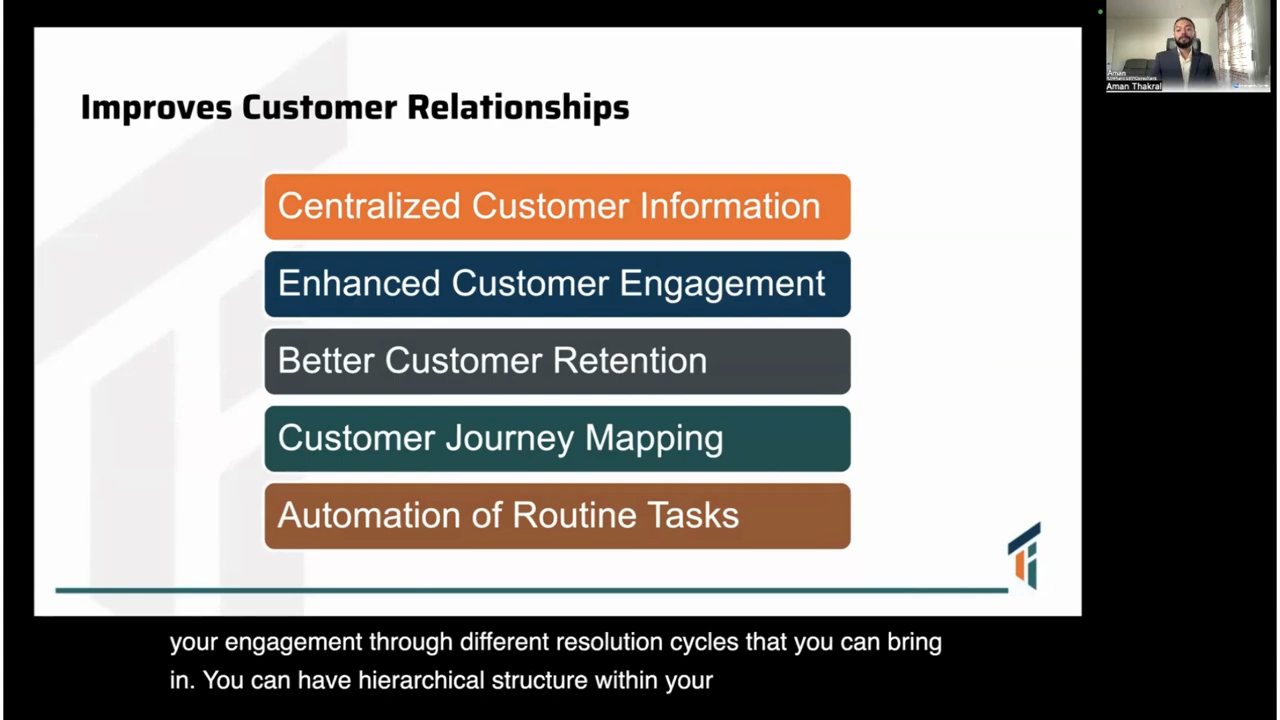 Improves Customer Relationships
Centralized Customer Information
Enhanced Customer Engagement
Better Customer Retention
Customer Journey Mapping
Automation of Routine Tasks
Aman
Aman Thakral
your engagement through different resolution cycles that you can bring
in. You can have hierarchical structure within your